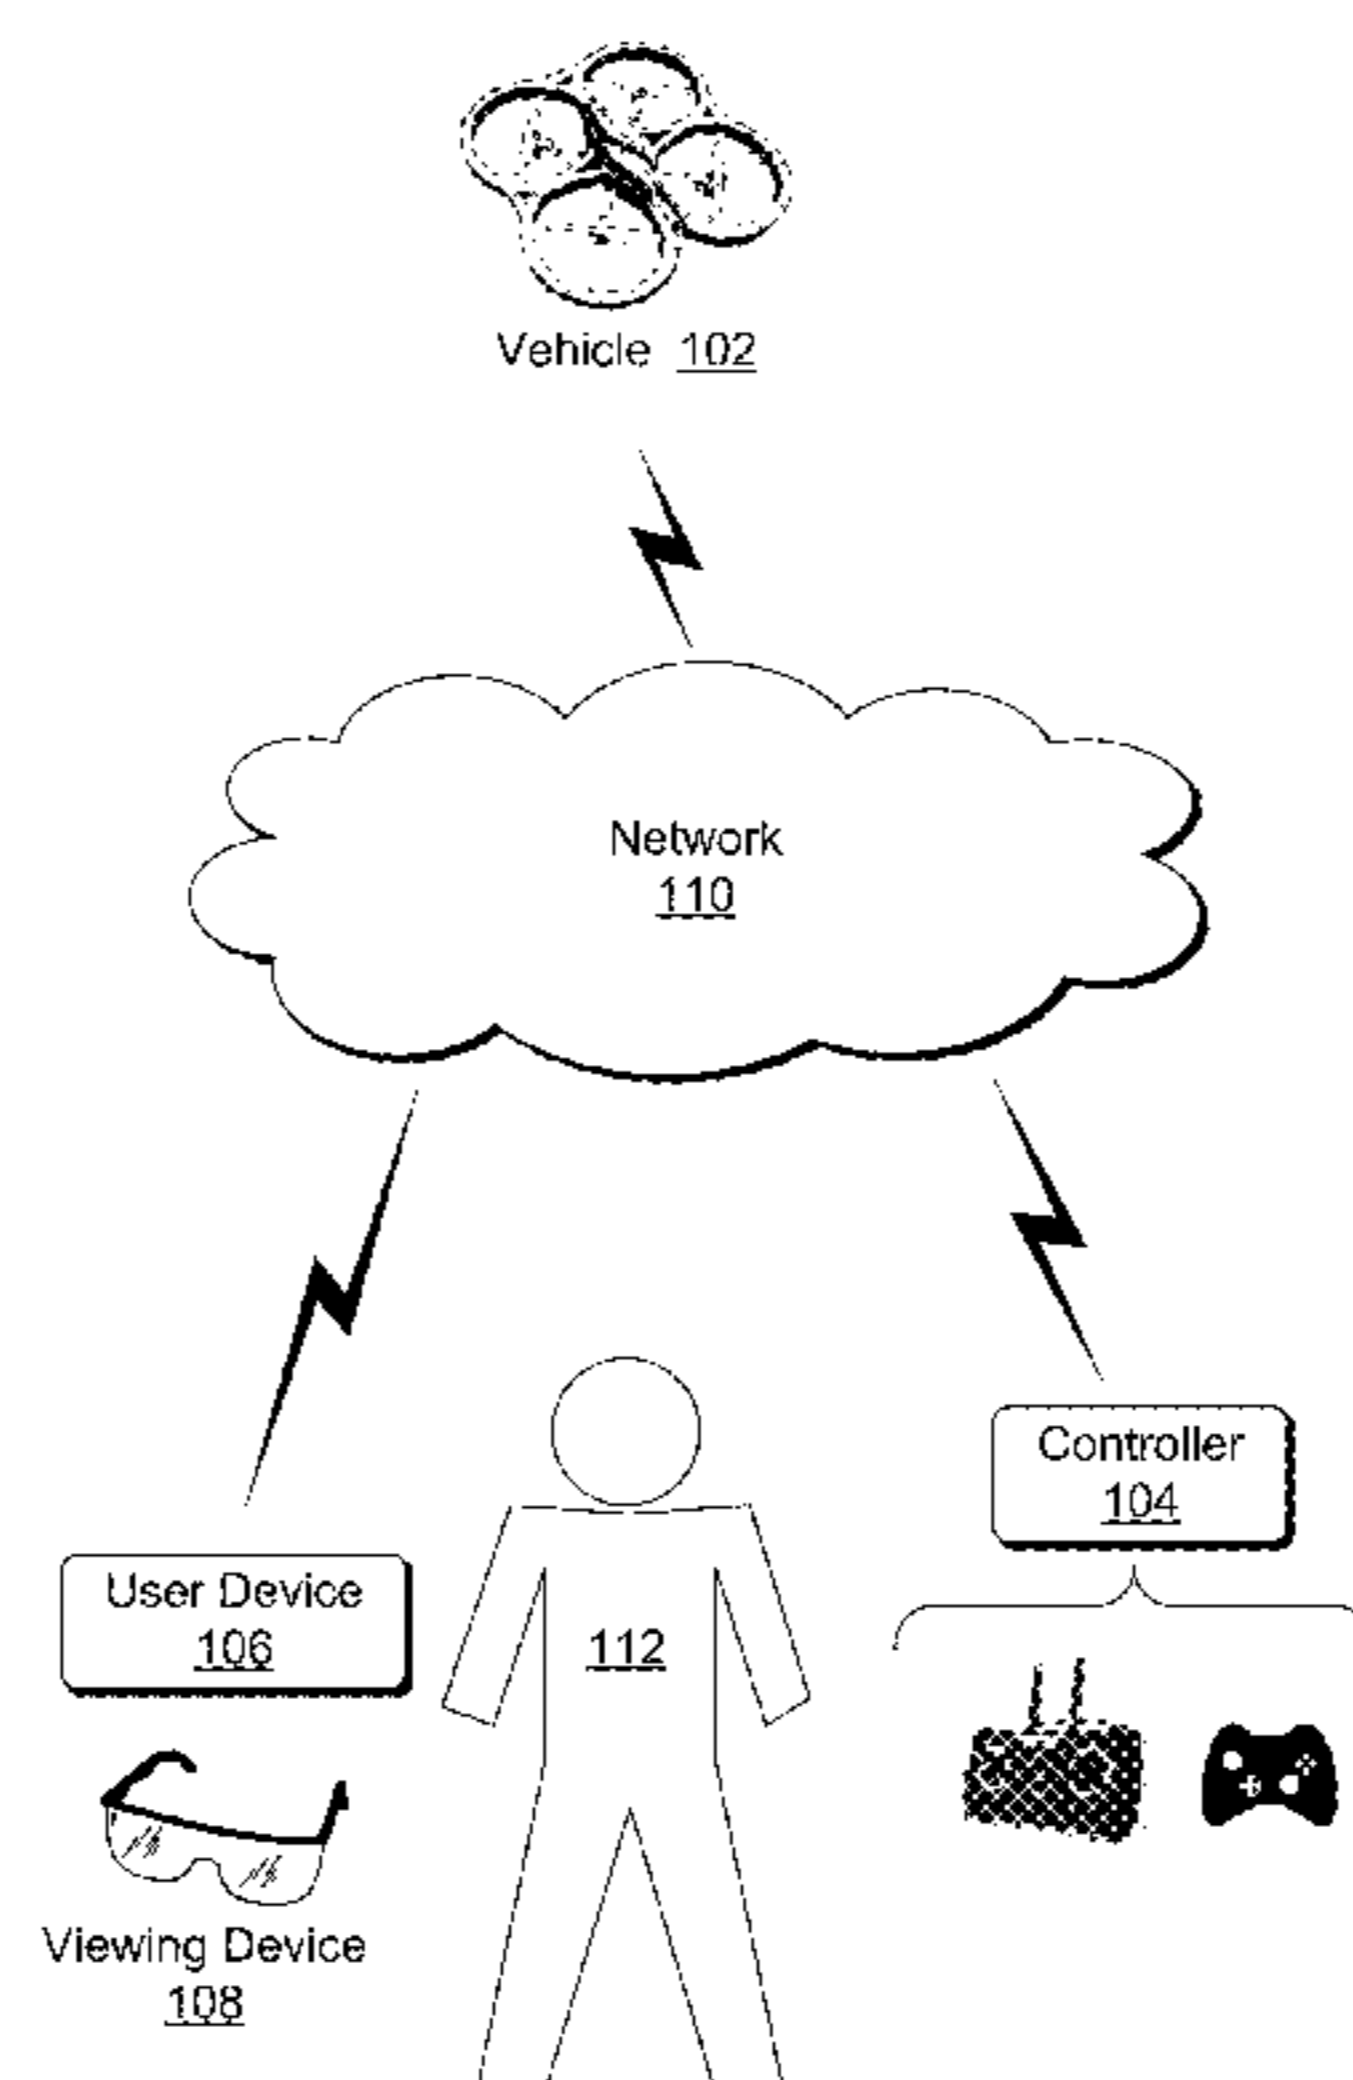 Vehicle 102
Network
110
Controller
104
User Device
106
112
Viewing Device
108